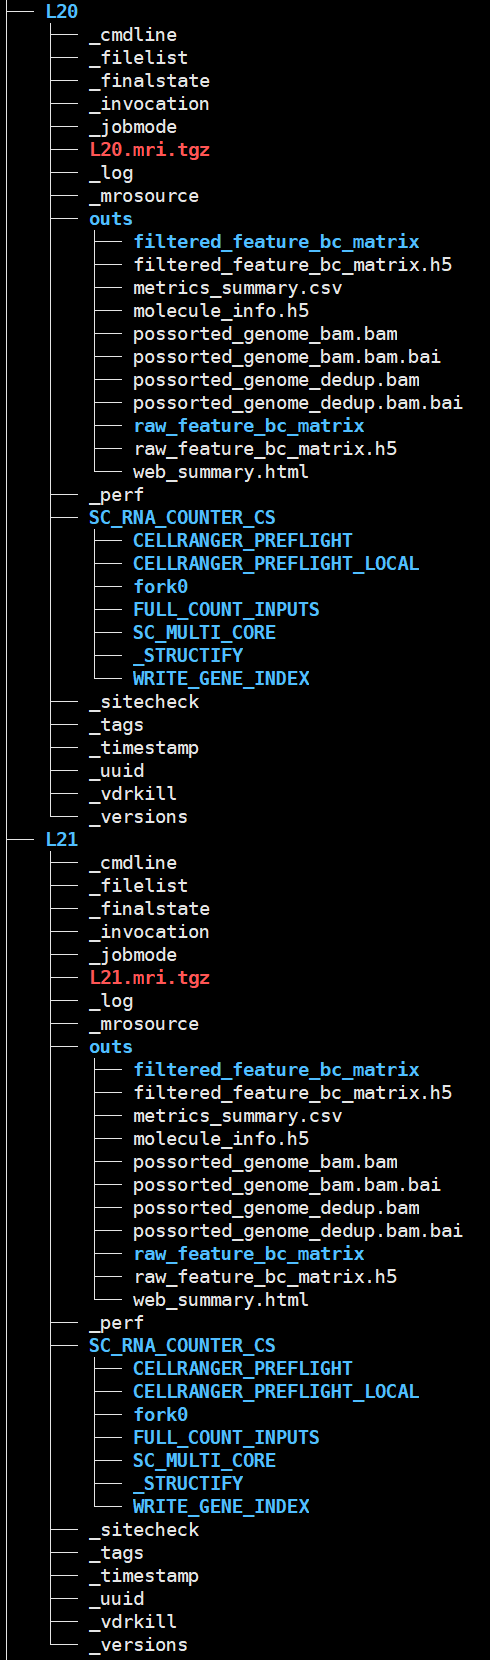 L20
_cmdline
_filelist
_finalstate
_invocation
_jobmode
L20.mri.tgz
_log
_mrosource
outs
filtered_feature_bc_matrix
filtered_feature_bc_matrix.h5
metrics_summary.csv
molecule_info.h5
possorted_genome_bam.bam
possorted_genome_bam.bam.bai
possorted_genome_dedup.bam
possorted_genome_dedup.bam.bai
raw_feature_bc_matrix
raw_feature_bc_matrix.h5
web_summary.html
_perf
SC_RNA_COUNTER_CS
CELLRANGER_PREFLIGHT
CELLRANGER_PREFLIGHT_LOCAL
fork0
FULL_COUNT_INPUTS
SC_MULTI_CORE
_STRUCTIFY
WRITE_GENE_INDEX
_sitecheck
_tags
_timestamp
_uuid
_vdrkill
_versions
L21
_cmdline
_filelist
_finalstate
_invocation
_jobmode
L21.mri.tgz
_log
_mrosource
outs
filtered_feature_bc_matrix
filtered_feature_bc_matrix.h5
metrics_summary.csv
molecule_info.h5
possorted_genome_bam.bam
possorted_genome_bam.bam.bai
possorted_genome_dedup.bam
possorted_genome_dedup.bam.bai
raw_feature_bc_matrix
raw_feature_bc_matrix.h5
web_summary.html
_perf
SC_RNA_COUNTER_CS
CELLRANGER_PREFLIGHT
CELLRANGER_PREFLIGHT_LOCAL
fork0
FULL_COUNT_INPUTS
SC_MULTI_CORE
_STRUCTIFY
WRITE_GENE_INDEX
_sitecheck
_tags
_timestamp
_uuid
_vdrkill
_versions